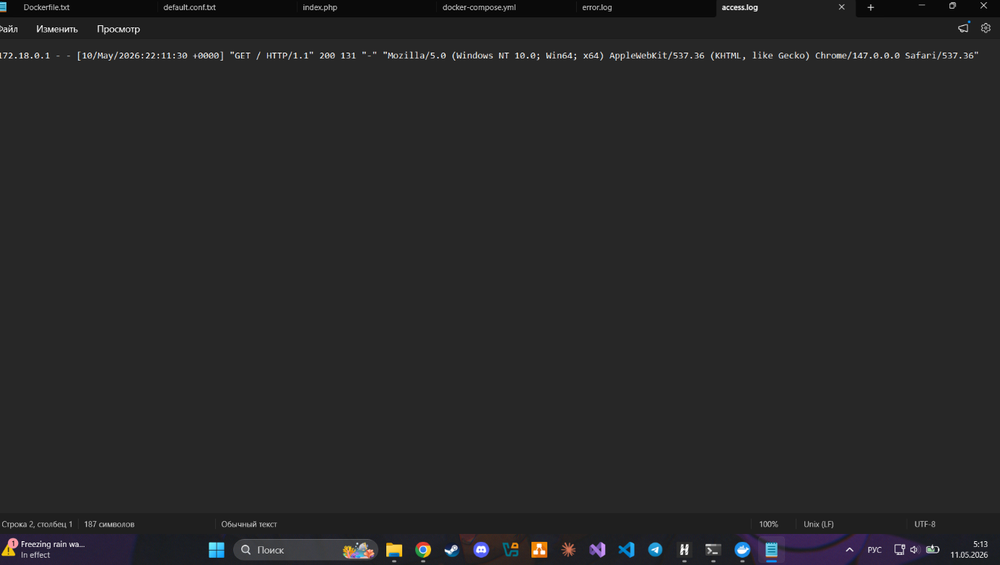 Dockerfile.txt
default.conf.txt
index.php
docker-compose.yml
error.log
access.log
Файл
Изменить
Просмотр
172.18.0.1 - - [10/May/2026:22:11:30 +0000] "GET / HTTP/1.1" 200 131 "-" "Mozilla/5.0 (Windows NT 10.0; Win64; x64) AppleWebKit/537.36 (KHTML, like Gecko) Chrome/147.0.0.0 Safari/537.36"
Строка 2, столбец 1
187 символов
Обычный текст
100%
Unix (LF)
UTF-8
1
Freezing rain wa...
In effect
Поиск
РУС
5:13
11.05.2026